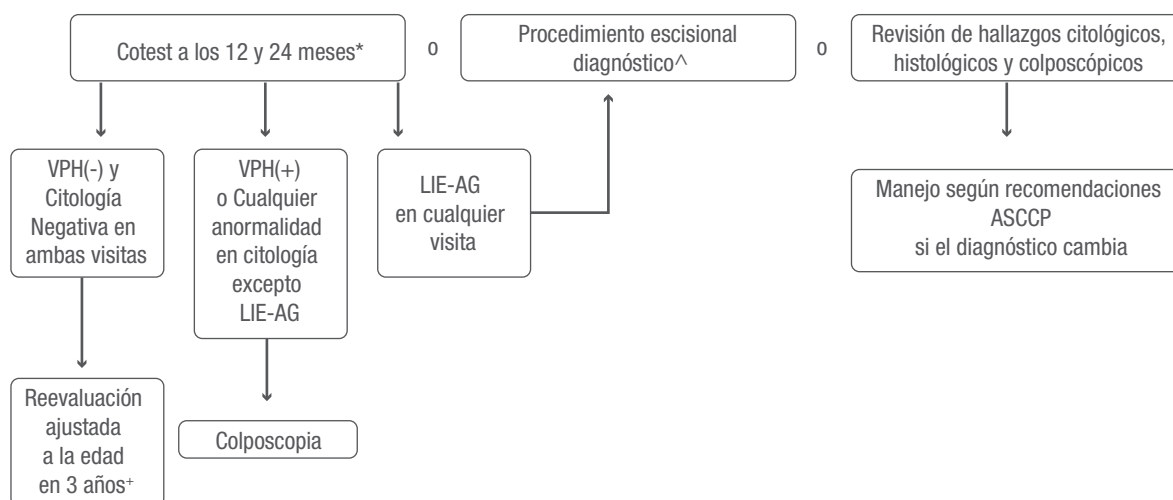 Cotest a los 12 y 24 meses*
o
Procedimiento escisional
diagnóstico^
o
Revisión de hallazgos citológicos,
histológicos y colposcópicos
VPH(-) y
Citología
Negativa en
ambas visitas
VPH(+)
o Cualquier
anormalidad
en citología
excepto
LIE-AG
LIE-AG
en cualquier
visita
Manejo según recomendaciones
ASCCP
si el diagnóstico cambia
Reevaluación
ajustada
a la edad
en 3 años+
Colposcopia